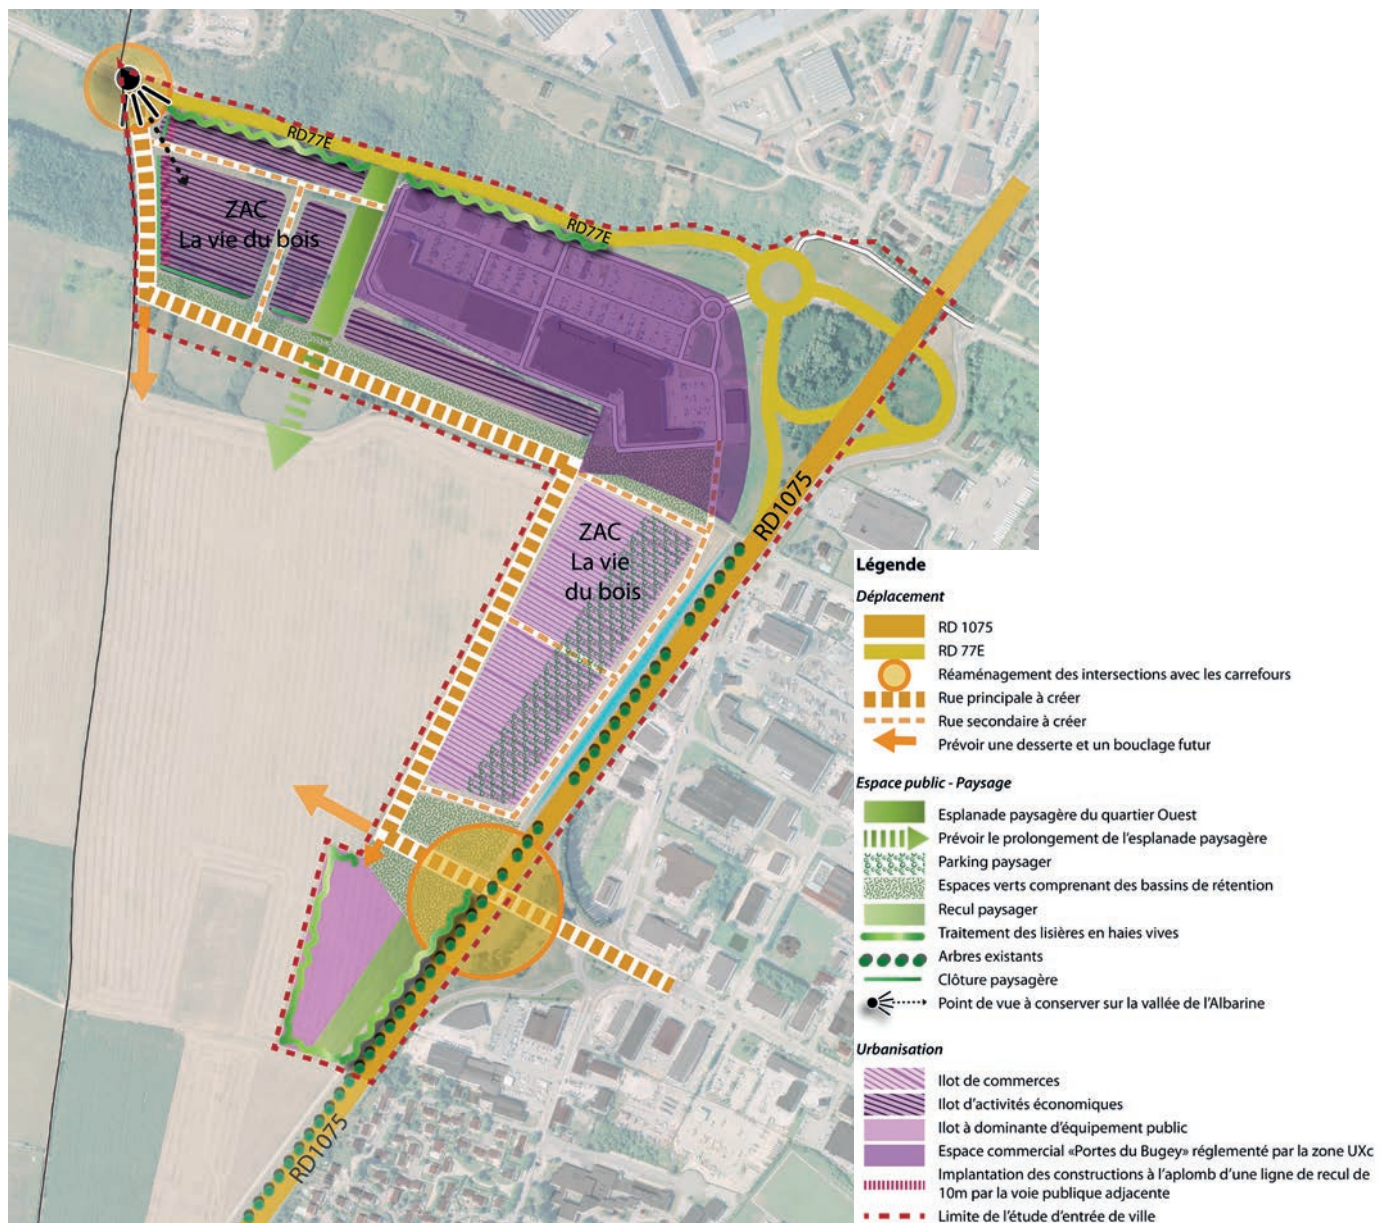 RD77E
ZAC
La vie du bois
RD77E
RD1075
ZAC
La vie
du bois
RD1075
Légende
Déplacement
RD 1075
RD 77E
Réaménagement des intersections avec les carrefours
Rue principale à créer
Rue secondaire à créer
Prévoir une desserte et un bouclage futur
Espace public - Paysage
Esplanade paysagère du quartier Ouest
Prévoir le prolongement de l'esplanade paysagère
Parking paysager
Espaces verts comprenant des bassins de rétention
Recul paysager
Traitement des lisières en haies vives
Arbres existants
Clôture paysagère
Point de vue à conserver sur la vallée de l'Albarine
Urbanisation
Ilot de commerces
Ilot d'activités économiques
Ilot à dominante d'équipement public
Espace commercial «Portes du Bugey» réglementé par la zone UXc
Implantation des constructions à l'aplomb d'une ligne de recul de
10m par la voie publique adjacente
Limite de l'étude d'entrée de ville